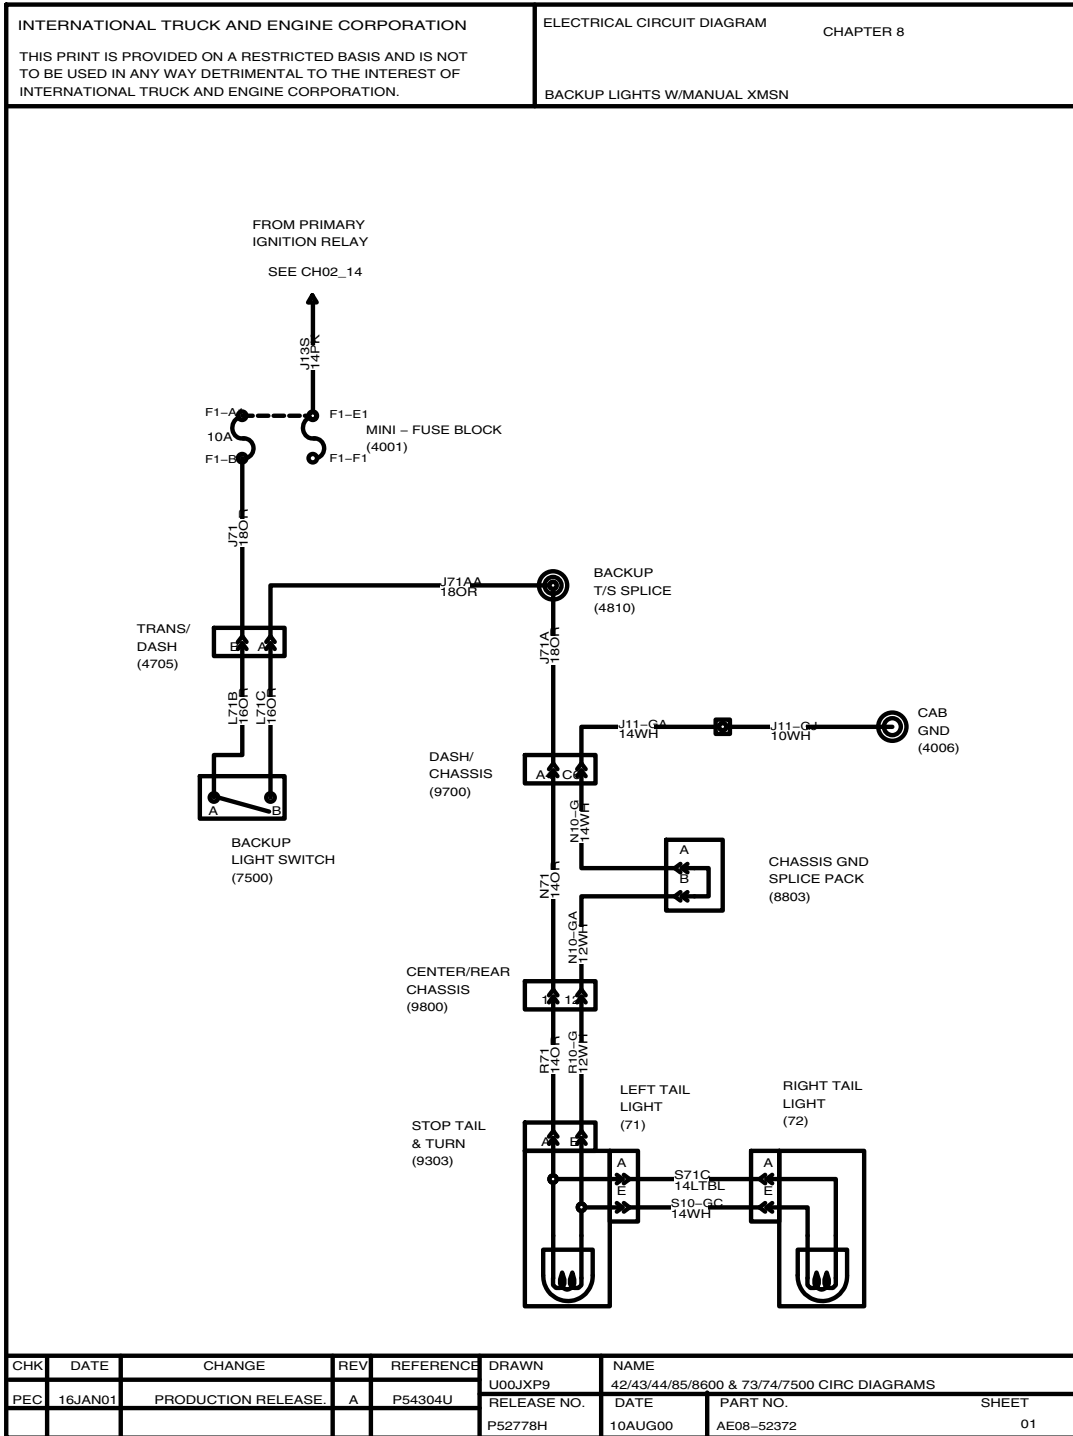 INTERNATIONAL TRUCK AND ENGINE CORPORATION
THIS PRINT IS PROVIDED ON A RESTRICTED BASIS AND IS NOT
TO BE USED IN ANY WAY DETRIMENTAL TO THE INTEREST OF
INTERNATIONAL TRUCK AND ENGINE CORPORATION.
ELECTRICAL CIRCUIT DIAGRAM
CHAPTER 8
BACKUP LIGHTS W/MANUAL XMSN
FROM PRIMARY
IGNITION RELAY
SEE CH02_14
J13S
14PK
F1-A
10A
F1-B
F1-E1
F1-F1
MINI - FUSE BLOCK
(4001)
J71
18OR
J71AA
18OR
BACKUP
T/S SPLICE
(4810)
TRANS/
DASH
(4705)
B A
J71A
18OR
L71B
16OR
L71C
16OR
A B
BACKUP
LIGHT SWITCH
(7500)
J11-GA
14WH
J11-GJ
10WH
CAB
GND
(4006)
DASH/
CHASSIS
(9700)
A
N10-G
14WH
A
B
CHASSIS GND
SPLICE PACK
(8803)
N71
14OR
N10-GA
12WH
CENTER/REAR
CHASSIS
(9800)
12
R71
14OR
R10-G
12WH
STOP TAIL
& TURN
(9303)
A E
LEFT TAIL
LIGHT
(71)
RIGHT TAIL
LIGHT
(72)
A
E
S71C
14LTBL
S10-GC
14WH
A
E
CHK DATE CHANGE REV REFERENCE
PEC 16JAN01 PRODUCTION RELEASE. A P54304U
DRAWN
U00JXP9
NAME
42/43/44/85/8600 & 73/74/7500 CIRC DIAGRAMS
RELEASE NO.
P52778H
DATE
10AUG00
PART NO.
AE08-52372
SHEET
01